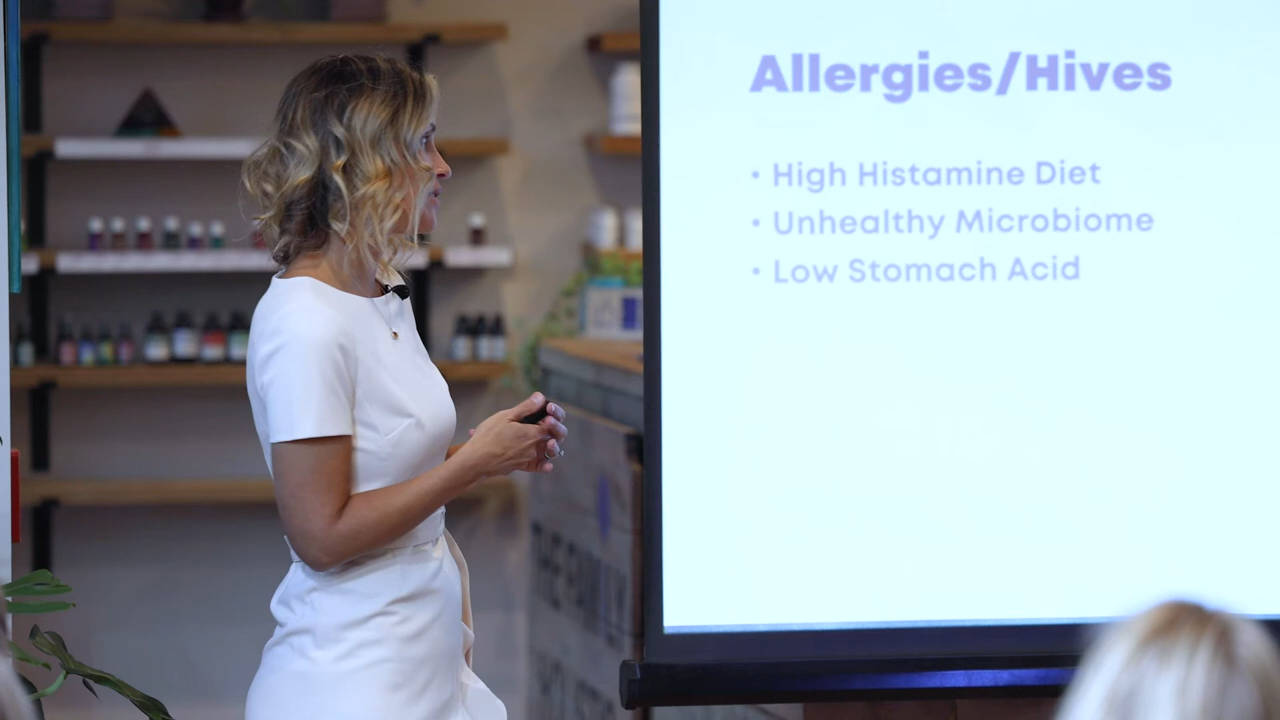 Allergies/Hives
• High Histamine Diet
• Unhealthy Microbiome
• Low Stomach Acid